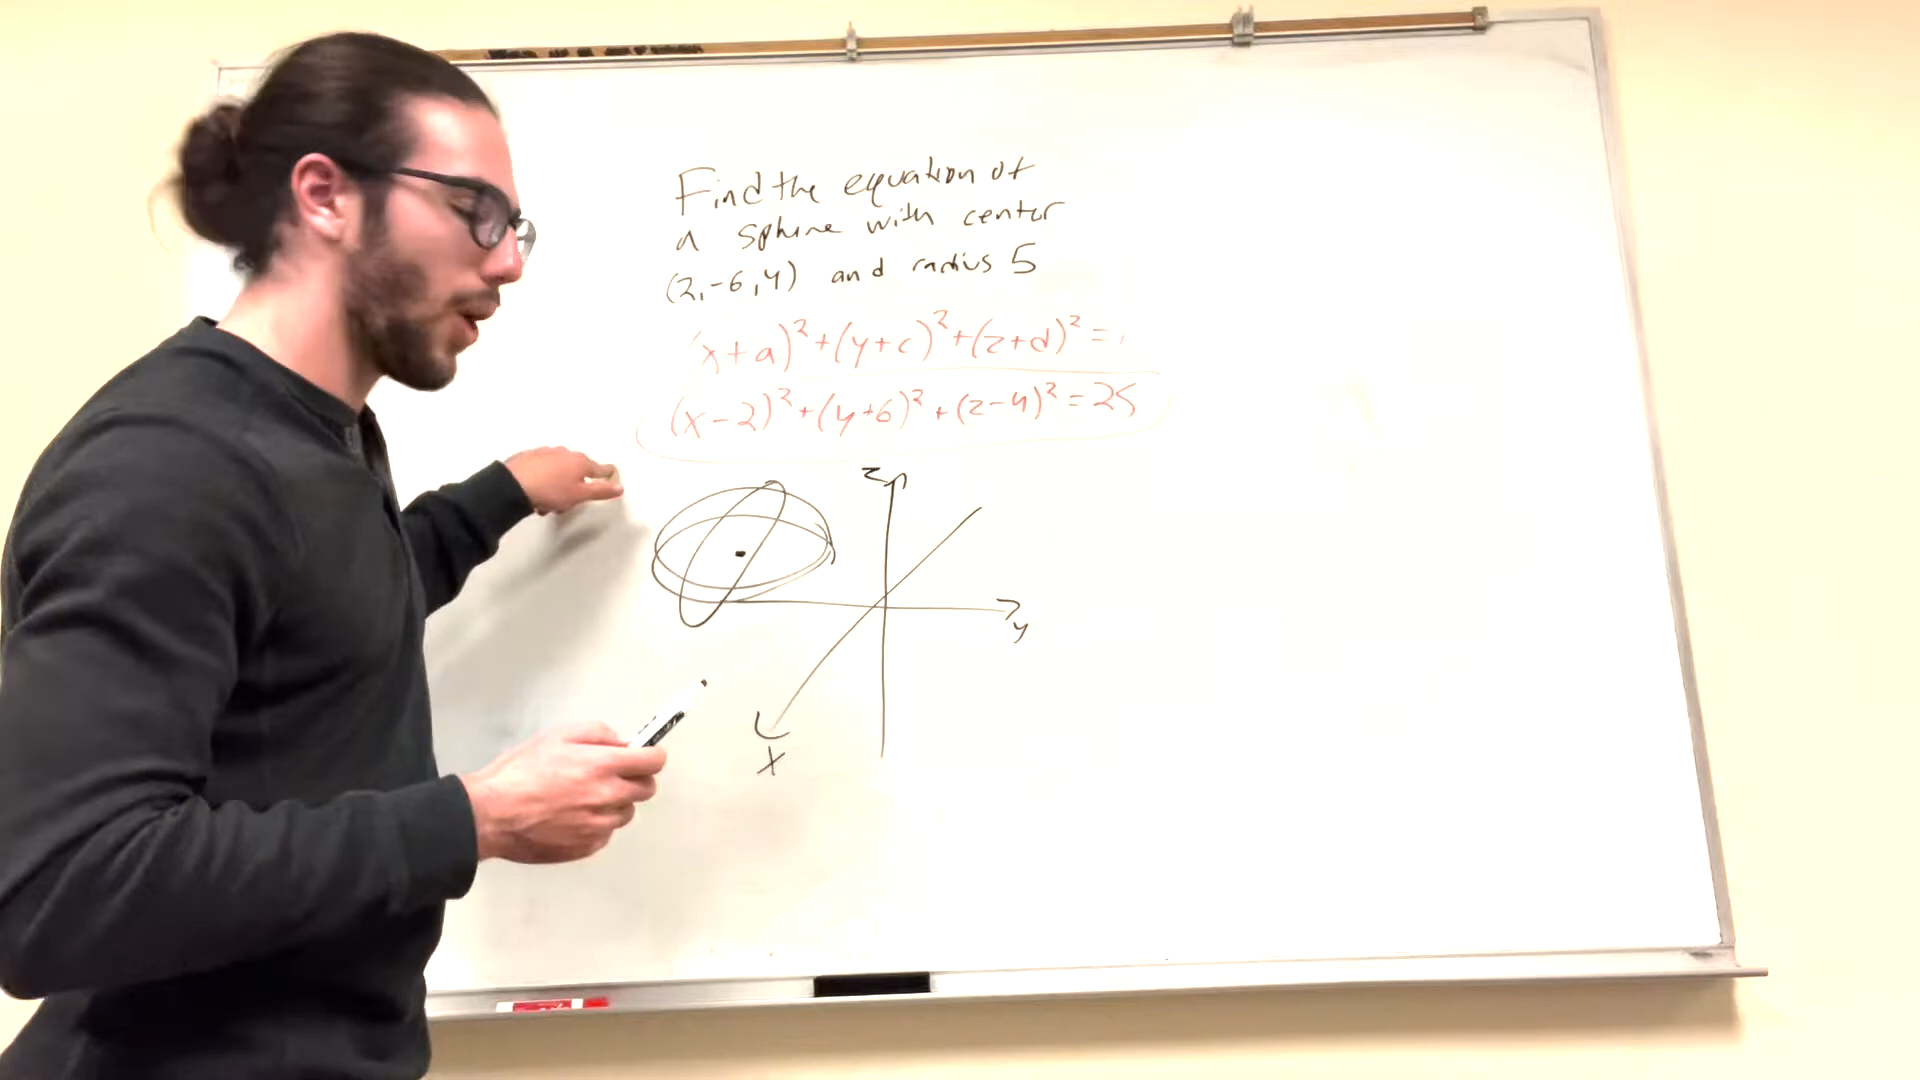 Find the equation of
a sphere with center
(2,-6,4) and radius 5
(x+a)²+(y+c)²+(z+d)²=
(x-2)²+(y+6)²+(z-4)²=25
z
y
x